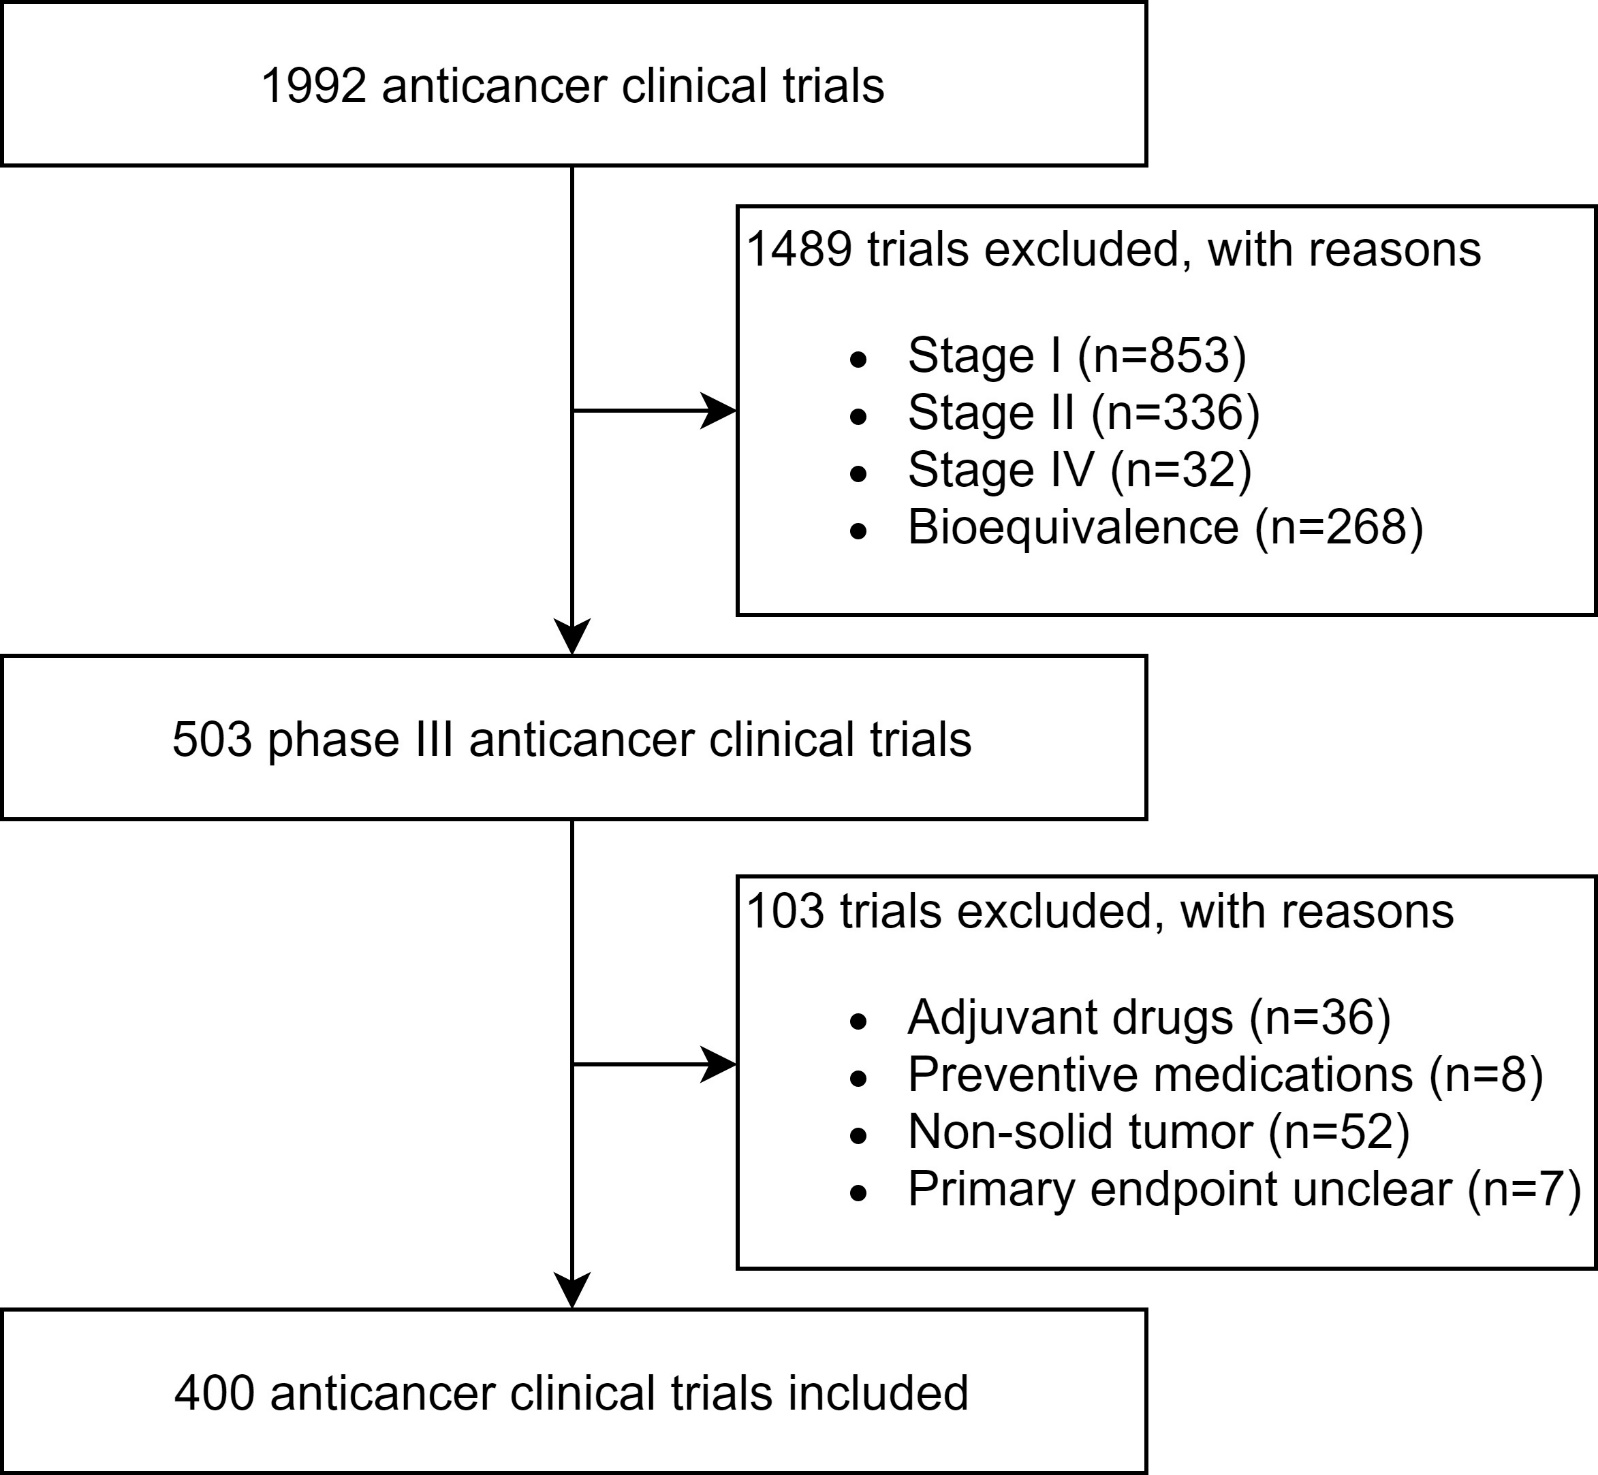 1992 anticancer clinical trials
1489 trials excluded, with reasons
• Stage I (n=853)
• Stage II (n=336)
• Stage IV (n=32)
• Bioequivalence (n=268)
503 phase III anticancer clinical trials
103 trials excluded, with reasons
• Adjuvant drugs (n=36)
• Preventive medications (n=8)
• Non-solid tumor (n=52)
• Primary endpoint unclear (n=7)
400 anticancer clinical trials included